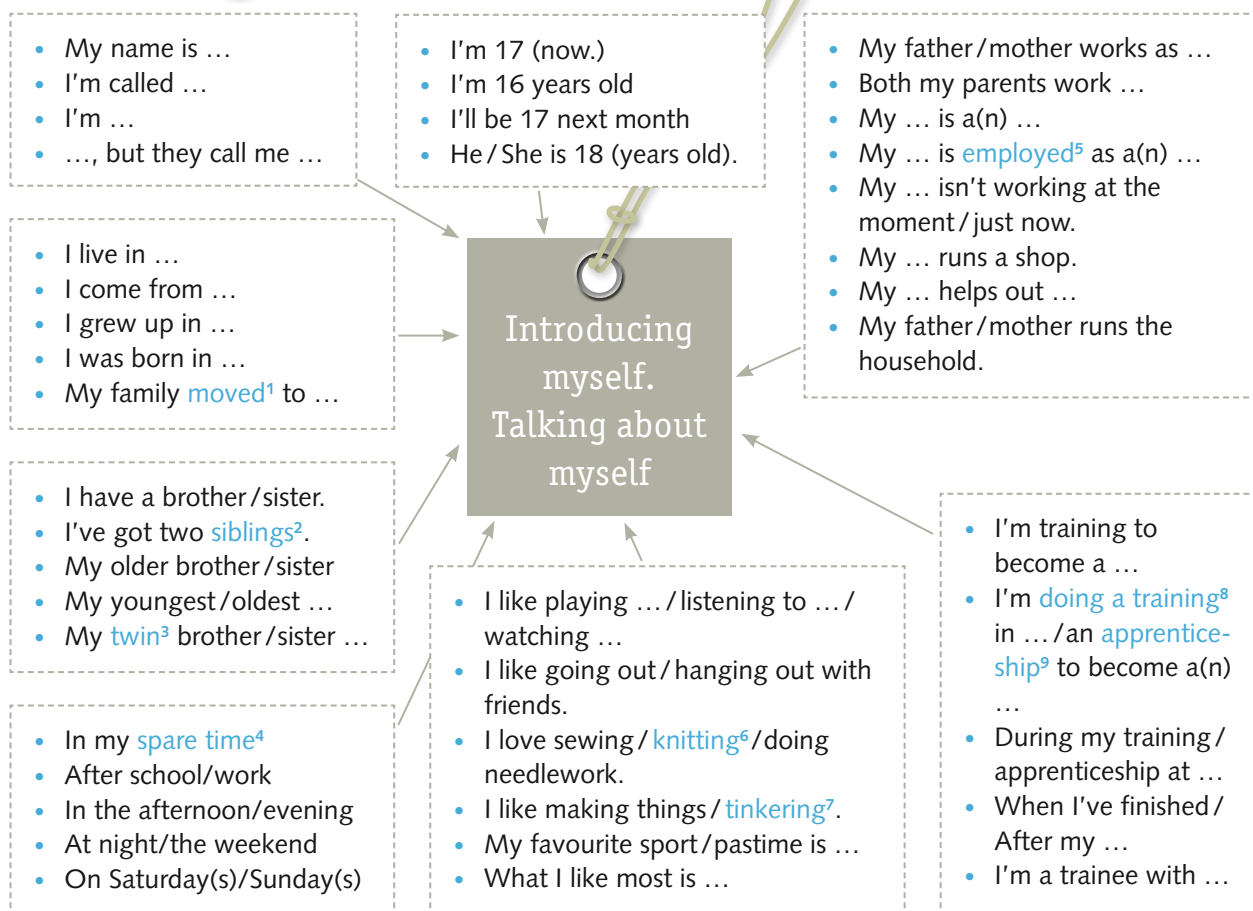 • My name is …
• I'm called …
• I'm …
• …, but they call me …
• I'm 17 (now.)
• I'm 16 years old
• I'll be 17 next month
• He / She is 18 (years old).
• My father / mother works as …
• Both my parents work …
• My … is a(n) …
• My … is employed⁵ as a(n) …
• My … isn't working at the
moment / just now.
• My … runs a shop.
• My … helps out …
• My father / mother runs the
household.
• I live in …
• I come from …
• I grew up in …
• I was born in …
• My family moved¹ to …
Introducing
myself.
Talking about
myself
• I have a brother / sister.
• I've got two siblings².
• My older brother / sister
• My youngest / oldest …
• My twin³ brother / sister …
• In my spare time⁴
• After school/work
• In the afternoon/evening
• At night/the weekend
• On Saturday(s)/Sunday(s)
• I like playing … / listening to … /
watching …
• I like going out / hanging out with
friends.
• I love sewing / knitting⁶ / doing
needlework.
• I like making things / tinkering⁷.
• My favourite sport / pastime is …
• What I like most is …
• I'm training to
become a …
• I'm doing a training⁸
in … / an apprentice-
ship⁹ to become a(n)
…
• During my training /
apprenticeship at …
• When I've finished /
After my …
• I'm a trainee with …